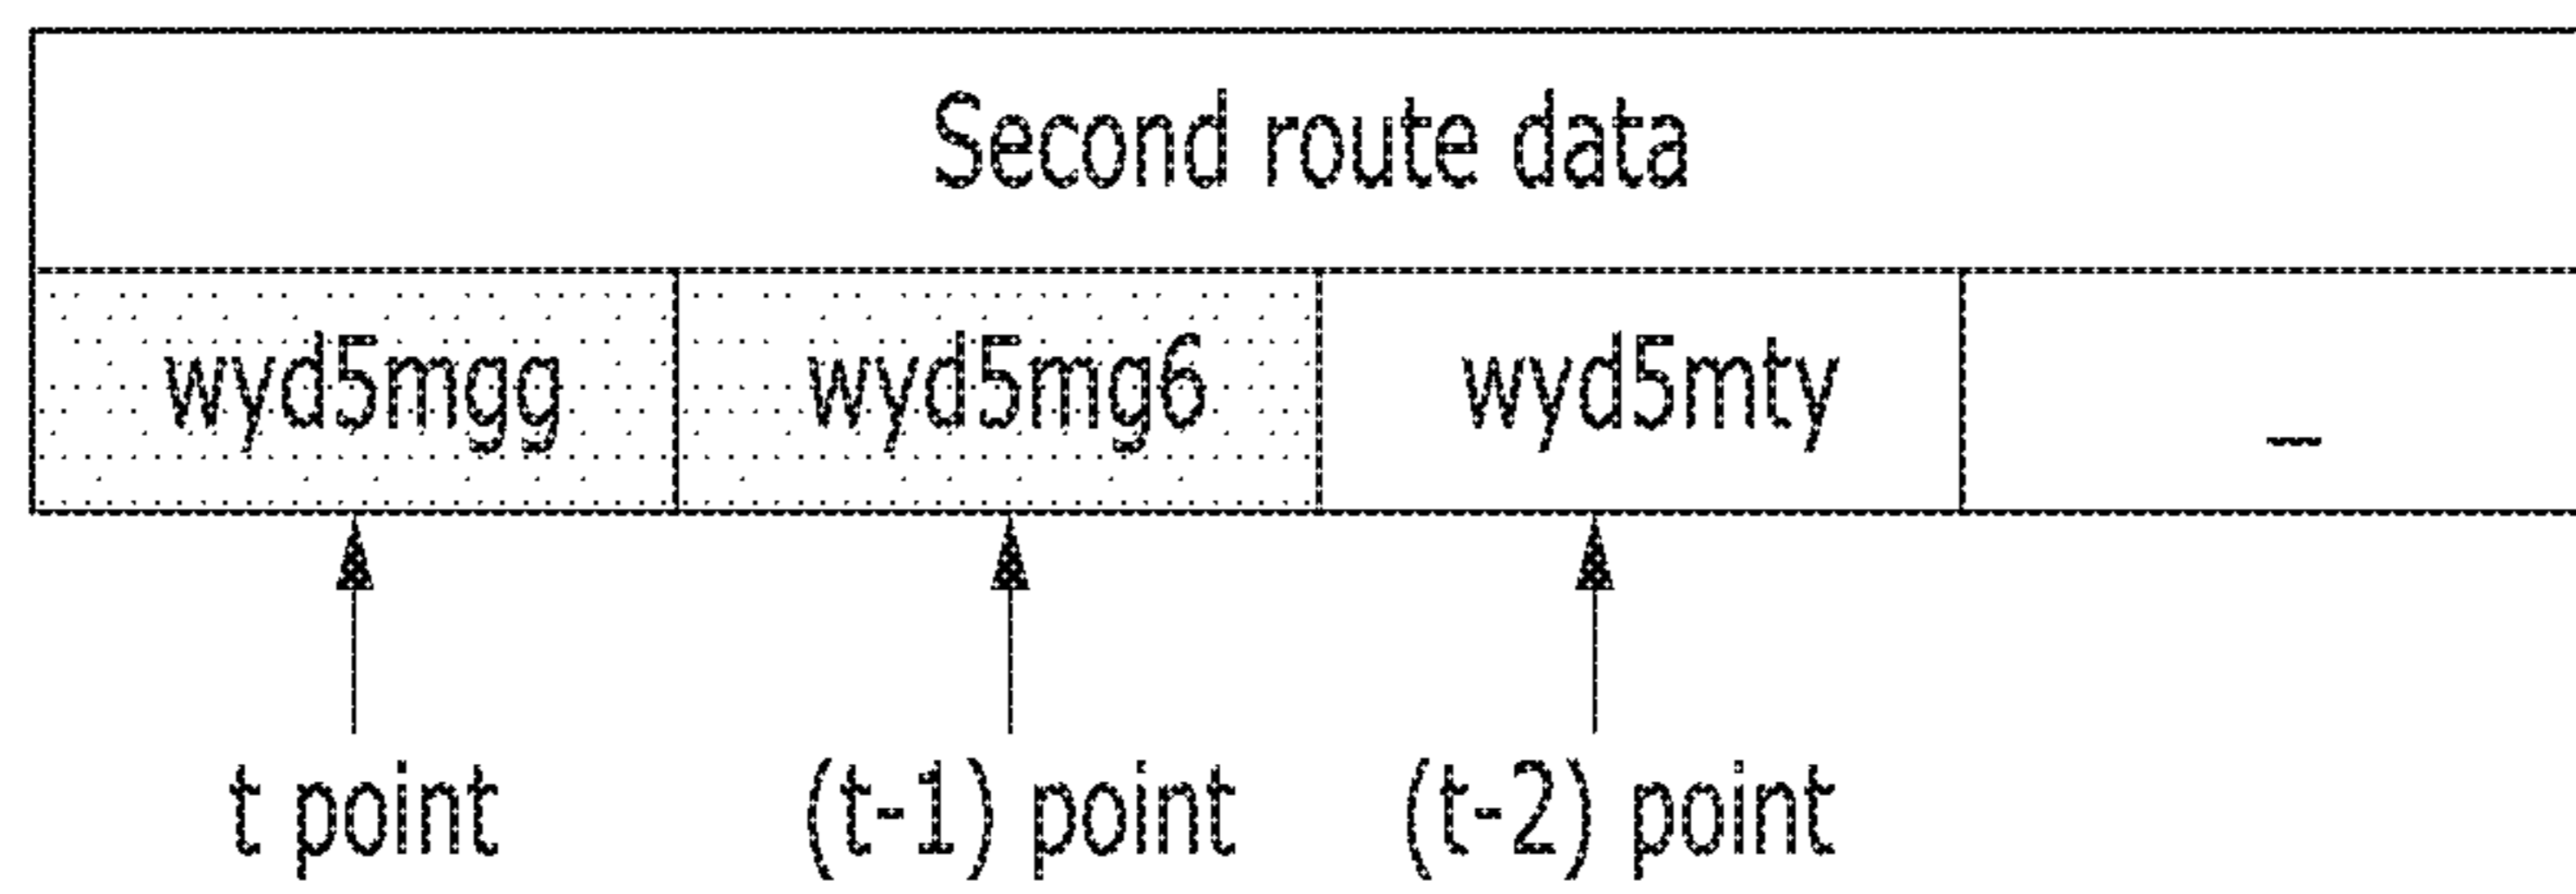 Second route data
wyd5mgg wyd5mg6 wyd5mty _
t point (t-1) point (t-2) point